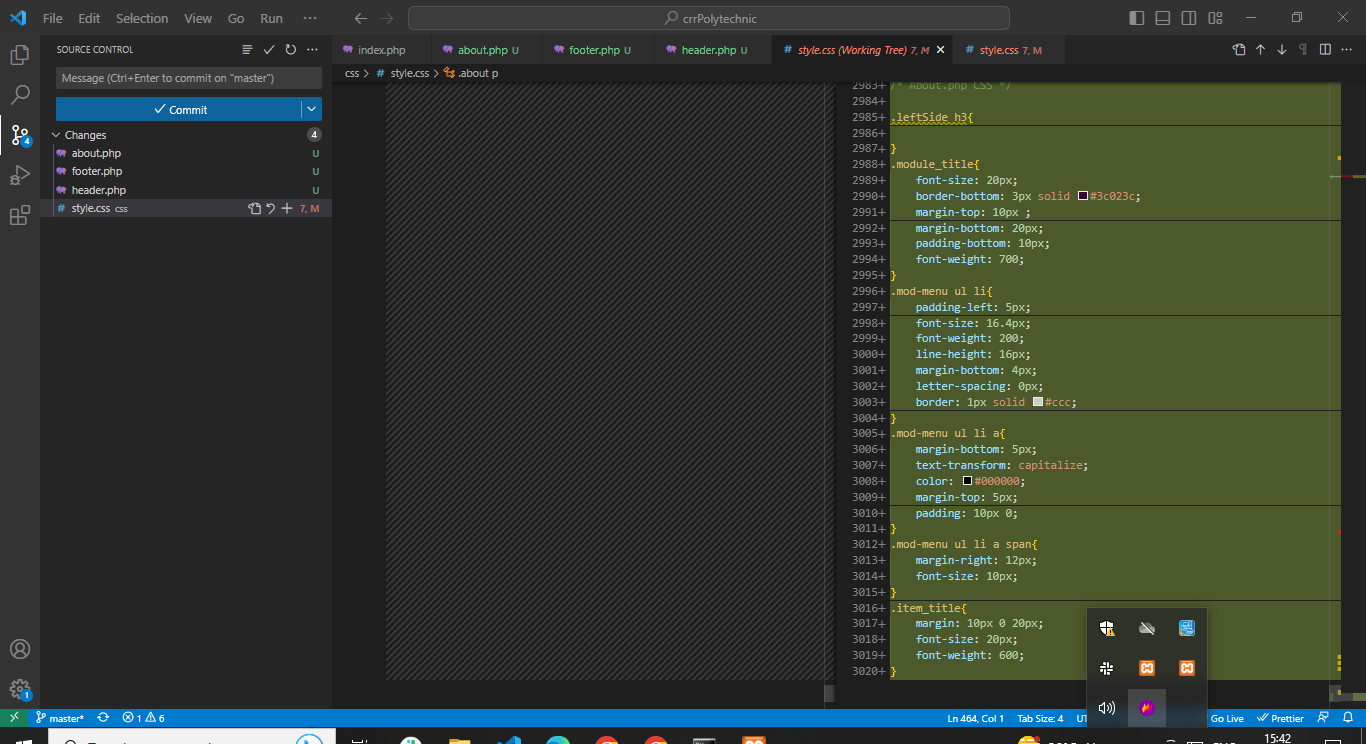 File Edit Selection View Go Run ···
crrPolytechnic
SOURCE CONTROL
index.php
about.php U
footer.php U
header.php U
# style.css (Working Tree) 7, M
# style.css 7, M
css > # style.css > .about p
Message (Ctrl+Enter to commit on "master")
Commit
Changes 4
about.php U
footer.php U
header.php U
# style.css css 7, M
4
1
2983+ /* About.php CSS */
2984+
2985+ .leftSide h3{
2986+
2987+ }
2988+ .module_title{
2989+ font-size: 20px;
2990+ border-bottom: 3px solid #3c023c;
2991+ margin-top: 10px ;
2992+ margin-bottom: 20px;
2993+ padding-bottom: 10px;
2994+ font-weight: 700;
2995+ }
2996+ .mod-menu ul li{
2997+ padding-left: 5px;
2998+ font-size: 16.4px;
2999+ font-weight: 200;
3000+ line-height: 16px;
3001+ margin-bottom: 4px;
3002+ letter-spacing: 0px;
3003+ border: 1px solid #ccc;
3004+ }
3005+ .mod-menu ul li a{
3006+ margin-bottom: 5px;
3007+ text-transform: capitalize;
3008+ color: #000000;
3009+ margin-top: 5px;
3010+ padding: 10px 0;
3011+ }
3012+ .mod-menu ul li a span{
3013+ margin-right: 12px;
3014+ font-size: 10px;
3015+ }
3016+ .item_title{
3017+ margin: 10px 0 20px;
3018+ font-size: 20px;
3019+ font-weight: 600;
3020+ }
master* 1 6
Ln 464, Col 1 Tab Size: 4 Go Live Prettier
15:42